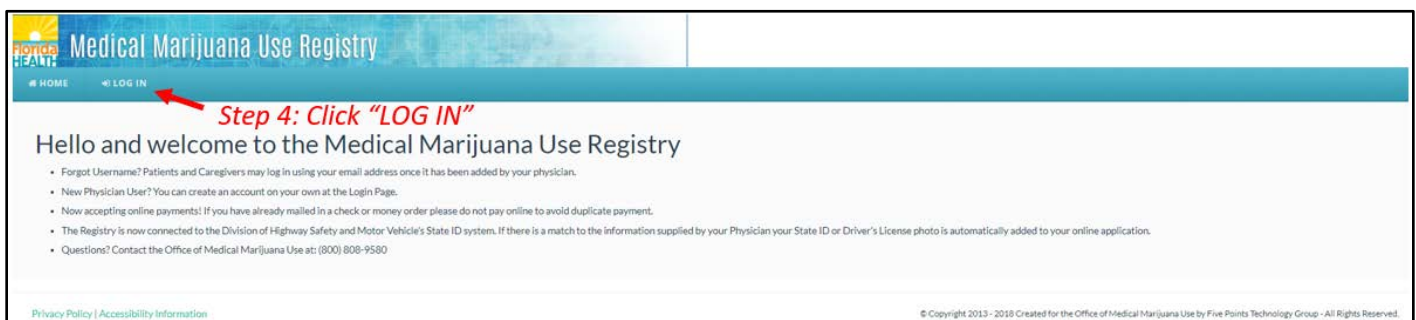 Florida
HEALTH
Medical Marijuana Use Registry
HOME LOG IN
Step 4: Click “LOG IN”
Hello and welcome to the Medical Marijuana Use Registry
• Forgot Username? Patients and Caregivers may log in using your email address once it has been added by your physician.
• New Physician User? You can create an account on your own at the Login Page.
• Now accepting online payments! If you have already mailed in a check or money order please do not pay online to avoid duplicate payment.
• The Registry is now connected to the Division of Highway Safety and Motor Vehicle's State ID system. If there is a match to the information supplied by your Physician your State ID or Driver's License photo is automatically added to your online application.
• Questions? Contact the Office of Medical Marijuana Use at: (800) 808-9580
Privacy Policy | Accessibility Information
© Copyright 2013 - 2018 Created for the Office of Medical Marijuana Use by Five Points Technology Group - All Rights Reserved.